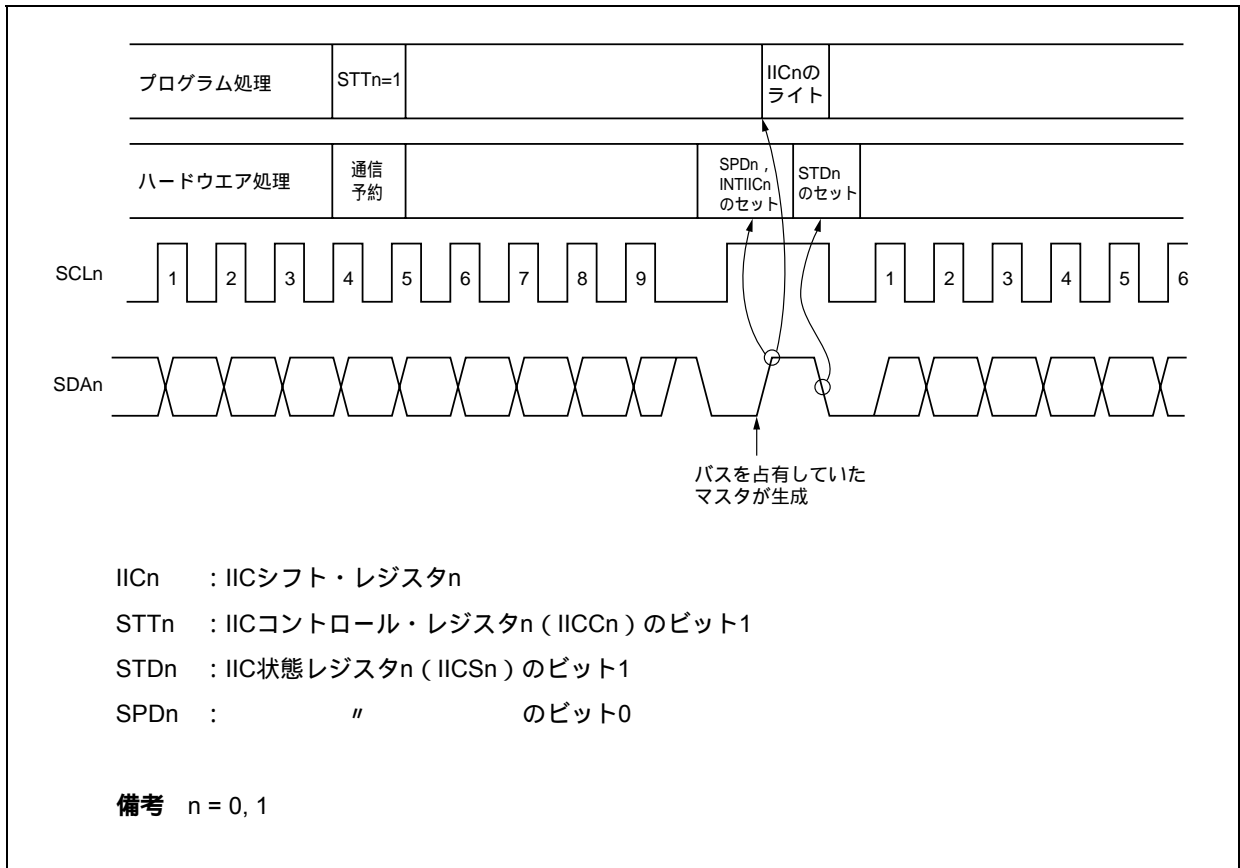 プログラム処理
STTn=1
IICnの
ライト
ハードウエア処理
通信
予約
SPDn，
INTIICn
のセット
STDn
のセット
SCLn
1 2 3 4 5 6 7 8 9 1 2 3 4 5 6
SDAn
バスを占有していた
マスタが生成
IICn ：IICシフト・レジスタn
STTn ：IICコントロール・レジスタn（IICCn）のビット1
STDn ：IIC状態レジスタn（IICSn）のビット1
SPDn ： 〃 のビット0
備考 n = 0, 1